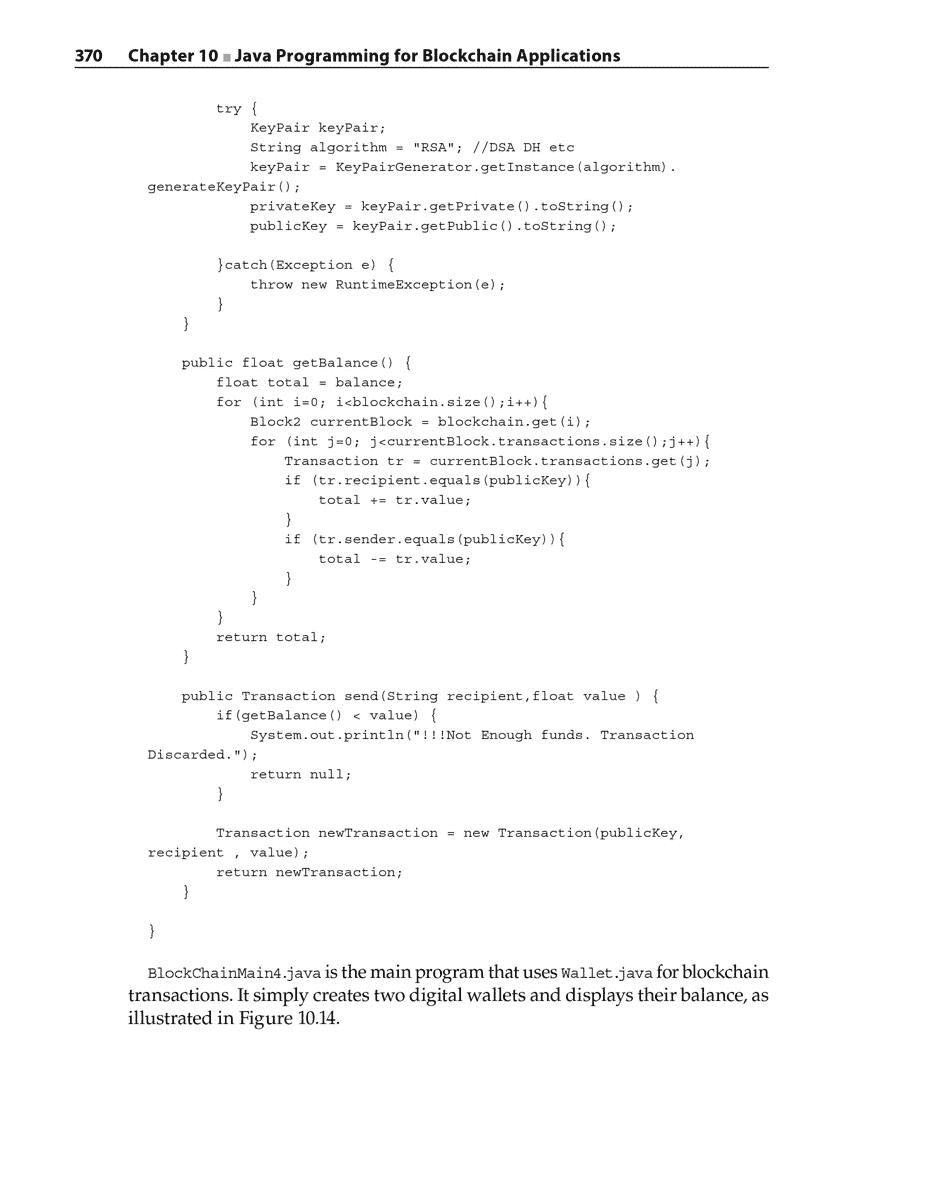 370 Chapter 10 ■ Java Programming for Blockchain Applications
        try {
            KeyPair keyPair;
            String algorithm = "RSA"; //DSA DH etc
            keyPair = KeyPairGenerator.getInstance(algorithm).
generateKeyPair();
            privateKey = keyPair.getPrivate().toString();
            publicKey = keyPair.getPublic().toString();

        }catch(Exception e) {
            throw new RuntimeException(e);
        }
    }

    public float getBalance() {
        float total = balance;
        for (int i=0; i<blockchain.size();i++){
            Block2 currentBlock = blockchain.get(i);
            for (int j=0; j<currentBlock.transactions.size();j++){
                Transaction tr = currentBlock.transactions.get(j);
                if (tr.recipient.equals(publicKey)){
                    total += tr.value;
                }
                if (tr.sender.equals(publicKey)){
                    total -= tr.value;
                }
            }
        }
        return total;
    }

    public Transaction send(String recipient,float value ) {
        if(getBalance() < value) {
            System.out.println("!!!Not Enough funds. Transaction
Discarded.");
            return null;
        }

        Transaction newTransaction = new Transaction(publicKey,
recipient , value);
        return newTransaction;
    }

}
BlockChainMain4.java is the main program that uses Wallet.java for blockchain
transactions. It simply creates two digital wallets and displays their balance, as
illustrated in Figure 10.14.